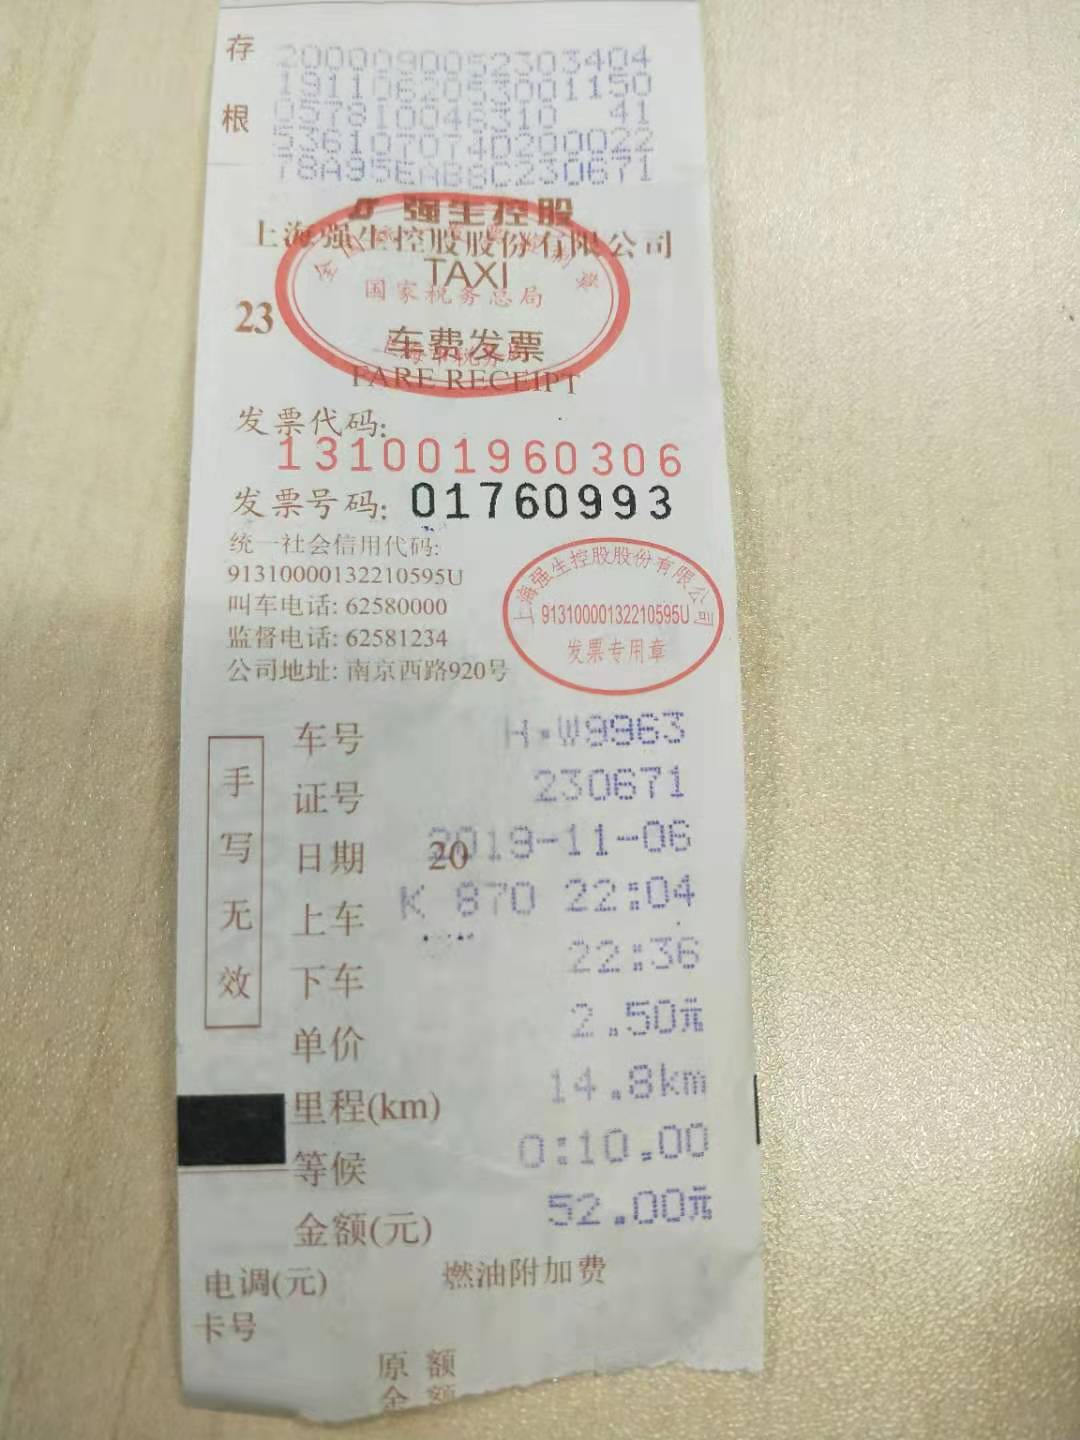 存
根
2000090052303404
1911062053001150
057810046310 41
5361070740200022
78A95EAB8C230671
强生控股
上海强生控股股份有限公司
TAXI
国家税务总局
23
车费发票
FARE RECEIPT
发票代码:
131001960306
发票号码: 01760993
统一社会信用代码:
91310000132210595U
叫车电话: 62580000
监督电话: 62581234
公司地址: 南京西路920号
上海强生控股股份有限公司
91310000132210595U
发票专用章
手写无效
车号 H·W9963
证号 230671
日期 20 2019-11-06
上车 K 870 22:04
下车 22:36
单价 2.50元
里程(km) 14.8km
等候 0:10.00
金额(元) 52.00元
电调(元) 燃油附加费
卡号
原额